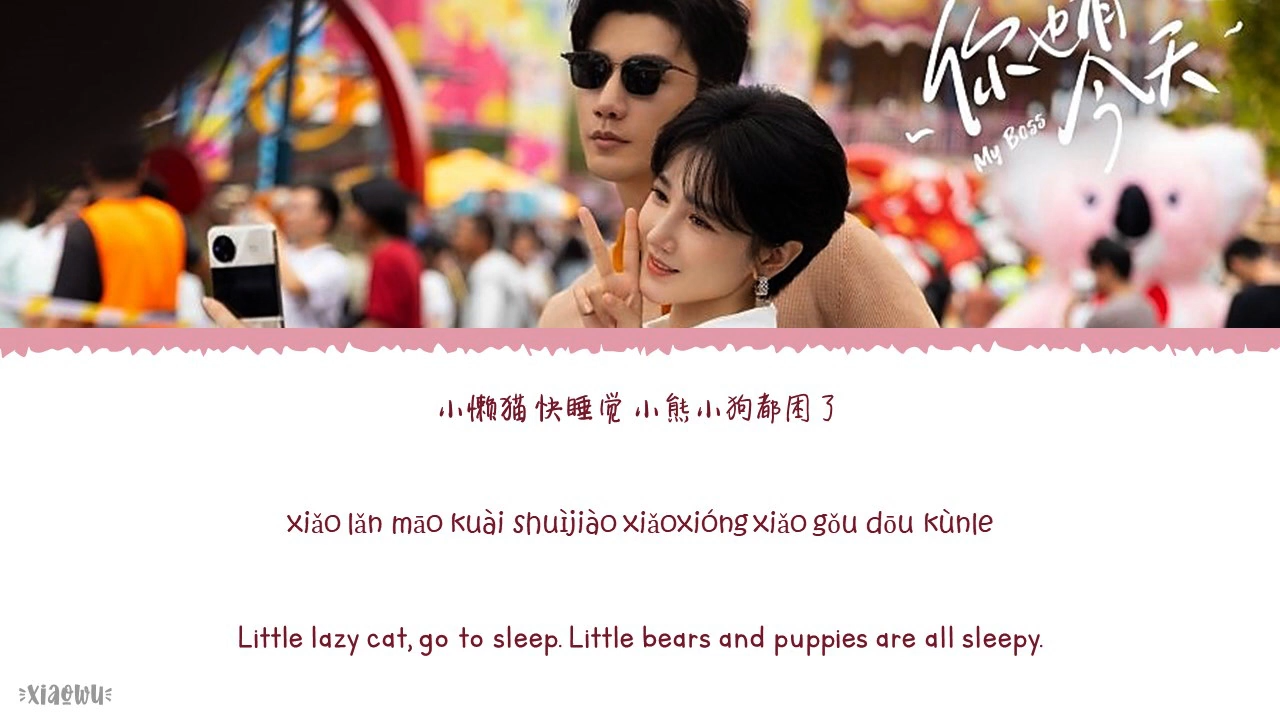 你也有
今天
My Boss
小懒猫快睡觉 小熊小狗都困了
xiǎo lǎn māo kuài shuìjiào xiǎoxióng xiǎo gǒu dōu kùnle
Little lazy cat, go to sleep. Little bears and puppies are all sleepy.
xiaowu